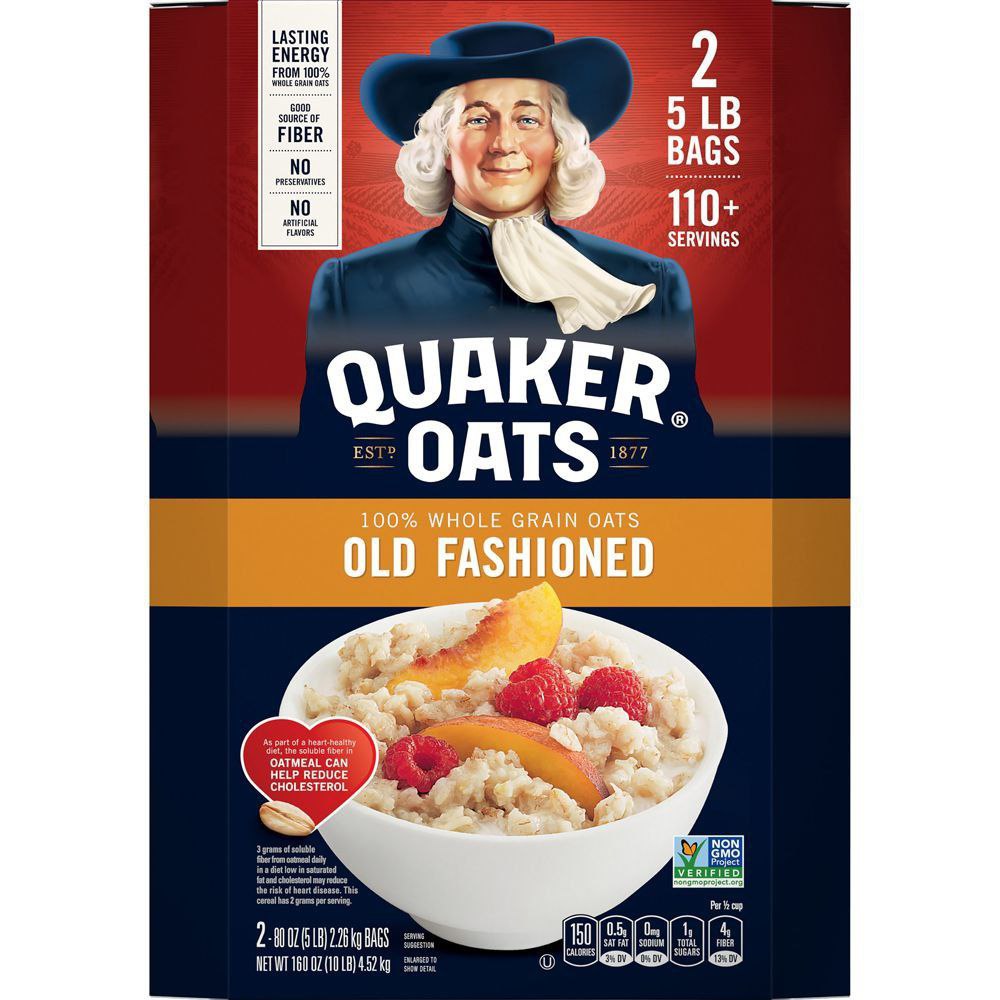 LASTING
ENERGY
FROM 100%
WHOLE GRAIN OATS
GOOD
SOURCE OF
FIBER
NO
PRESERVATIVES
NO
ARTIFICIAL
FLAVORS
2
5 LB
BAGS
110+
SERVINGS
QUAKER®
OATS
ESTD 1877
100% WHOLE GRAIN OATS
OLD FASHIONED
As part of a heart-healthy
diet, the soluble fiber in
OATMEAL CAN
HELP REDUCE
CHOLESTEROL
3 grams of soluble
fiber from oatmeal daily
in a diet low in saturated
fat and cholesterol may reduce
the risk of heart disease. This
cereal has 2 grams per serving.
NON
GMO
Project
VERIFIED
nongmoproject.org
2 - 80 OZ (5 LB) 2.26 kg BAGS
NET WT 160 OZ (10 LB) 4.52 kg
SERVING
SUGGESTION
ENLARGED TO
SHOW DETAIL
U
Per ½ cup
150
CALORIES
0.5g
SAT FAT
3% DV
0mg
SODIUM
0% DV
1g
TOTAL
SUGARS
4g
FIBER
13% DV